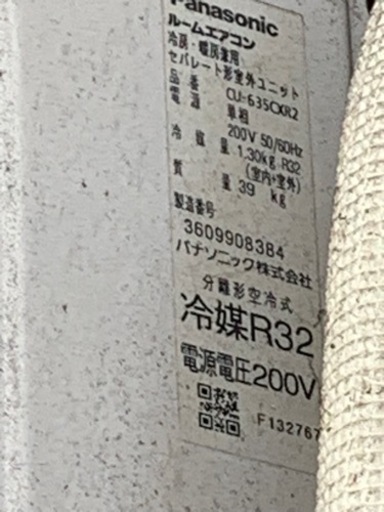 Panasonic
ルームエアコン
冷房・暖房兼用
セパレート形室外ユニット
品番 CU-635CXR2
電源 単相
200V 50/60Hz
冷媒量 1.30kg R32
(室内+室外)
質量 39 kg
製造番号
3609908384
パナソニック株式会社
分離形空冷式
冷媒R32
電源電圧200V
F132767